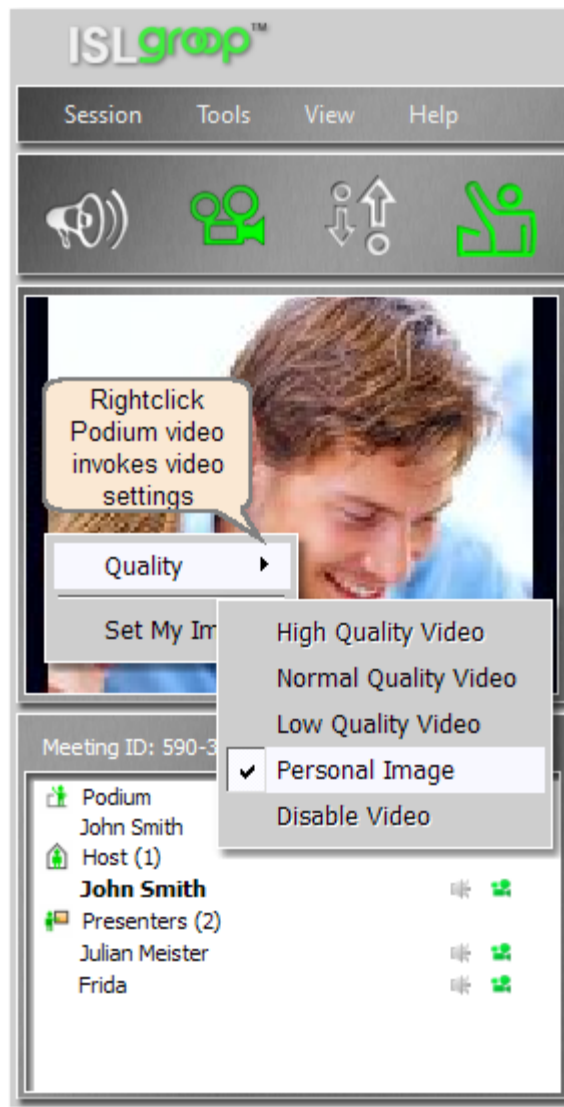 ISLgroop™
Session Tools View Help
Rightclick
Podium video
invokes video
settings
Quality
Set My Im
High Quality Video
Normal Quality Video
Low Quality Video
Personal Image
Disable Video
Meeting ID: 590-3
Podium
John Smith
Host (1)
John Smith
Presenters (2)
Julian Meister
Frida